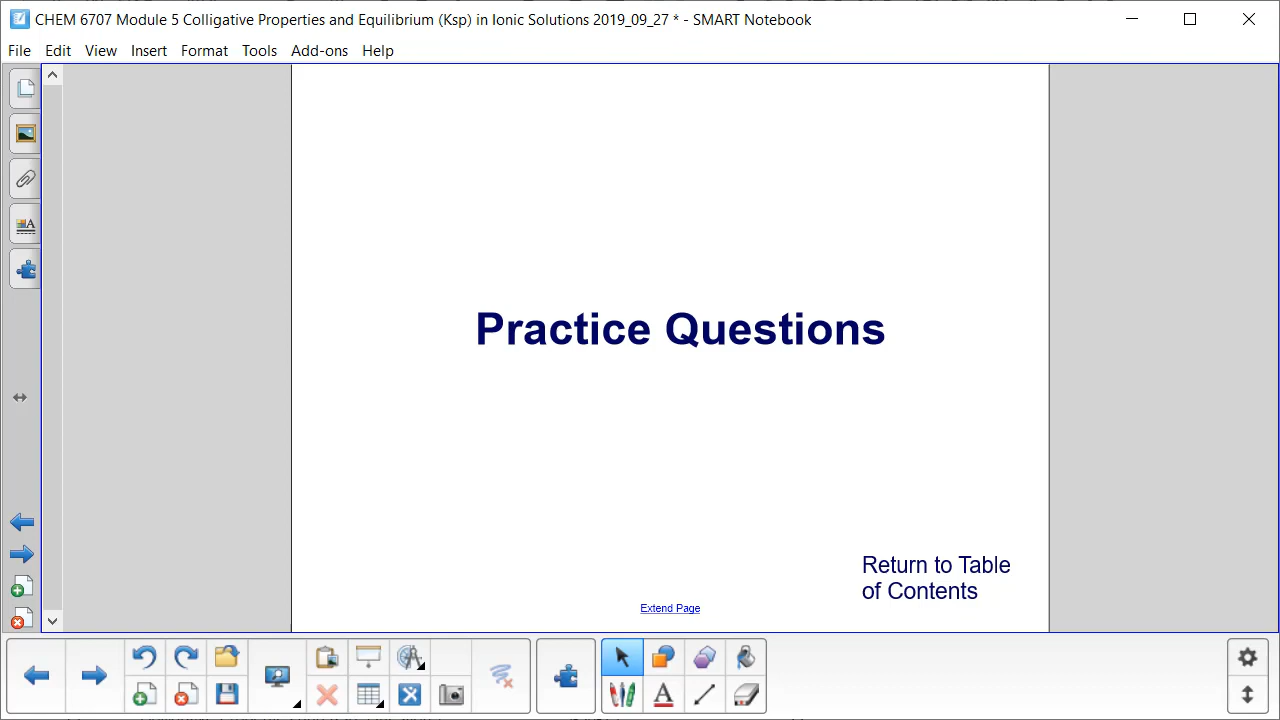 CHEM 6707 Module 5 Colligative Properties and Equilibrium (Ksp) in Ionic Solutions 2019_09_27 * - SMART Notebook
File Edit View Insert Format Tools Add-ons Help
Practice Questions
Return to Table
of Contents
Extend Page